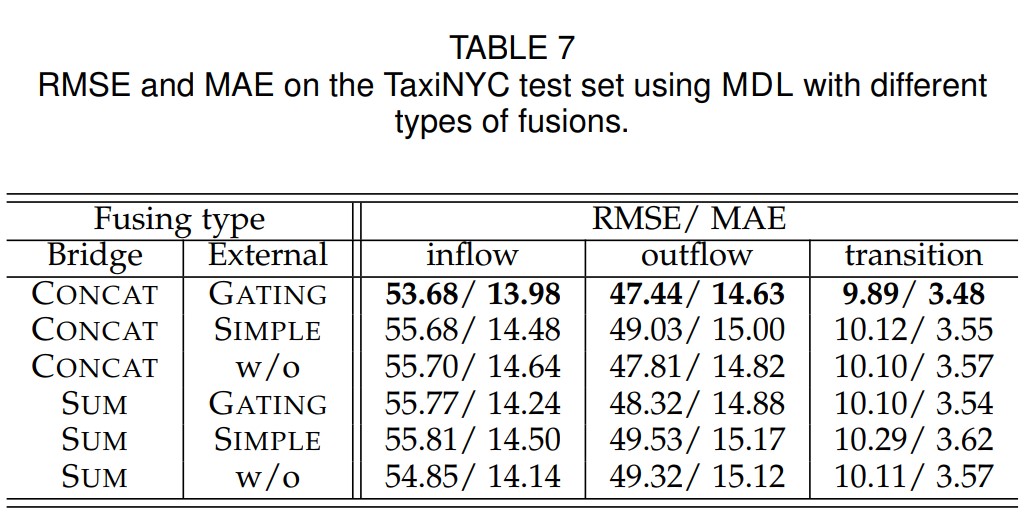 TABLE 7
RMSE and MAE on the TaxiNYC test set using MDL with different
types of fusions.
Fusing type RMSE/ MAE
Bridge External inflow outflow transition
CONCAT GATING 53.68/ 13.98 47.44/ 14.63 9.89/ 3.48
CONCAT SIMPLE 55.68/ 14.48 49.03/ 15.00 10.12/ 3.55
CONCAT w/o 55.70/ 14.64 47.81/ 14.82 10.10/ 3.57
SUM GATING 55.77/ 14.24 48.32/ 14.88 10.10/ 3.54
SUM SIMPLE 55.81/ 14.50 49.53/ 15.17 10.29/ 3.62
SUM w/o 54.85/ 14.14 49.32/ 15.12 10.11/ 3.57